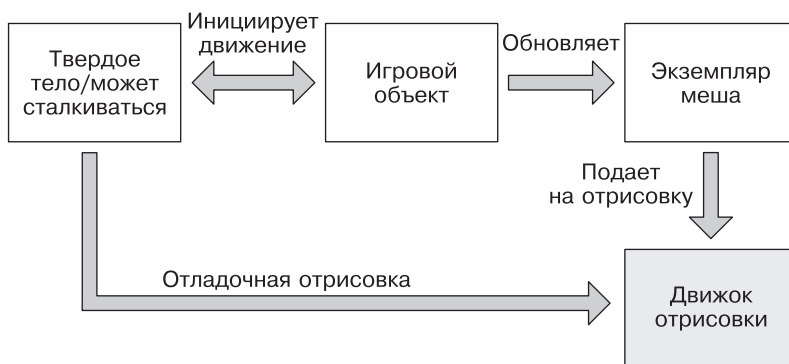 Твердое
тело/может
сталкиваться
Инициирует
движение
Игровой
объект
Обновляет
Экземпляр
меша
Подает
на отрисовку
Отладочная отрисовка
Движок
отрисовки